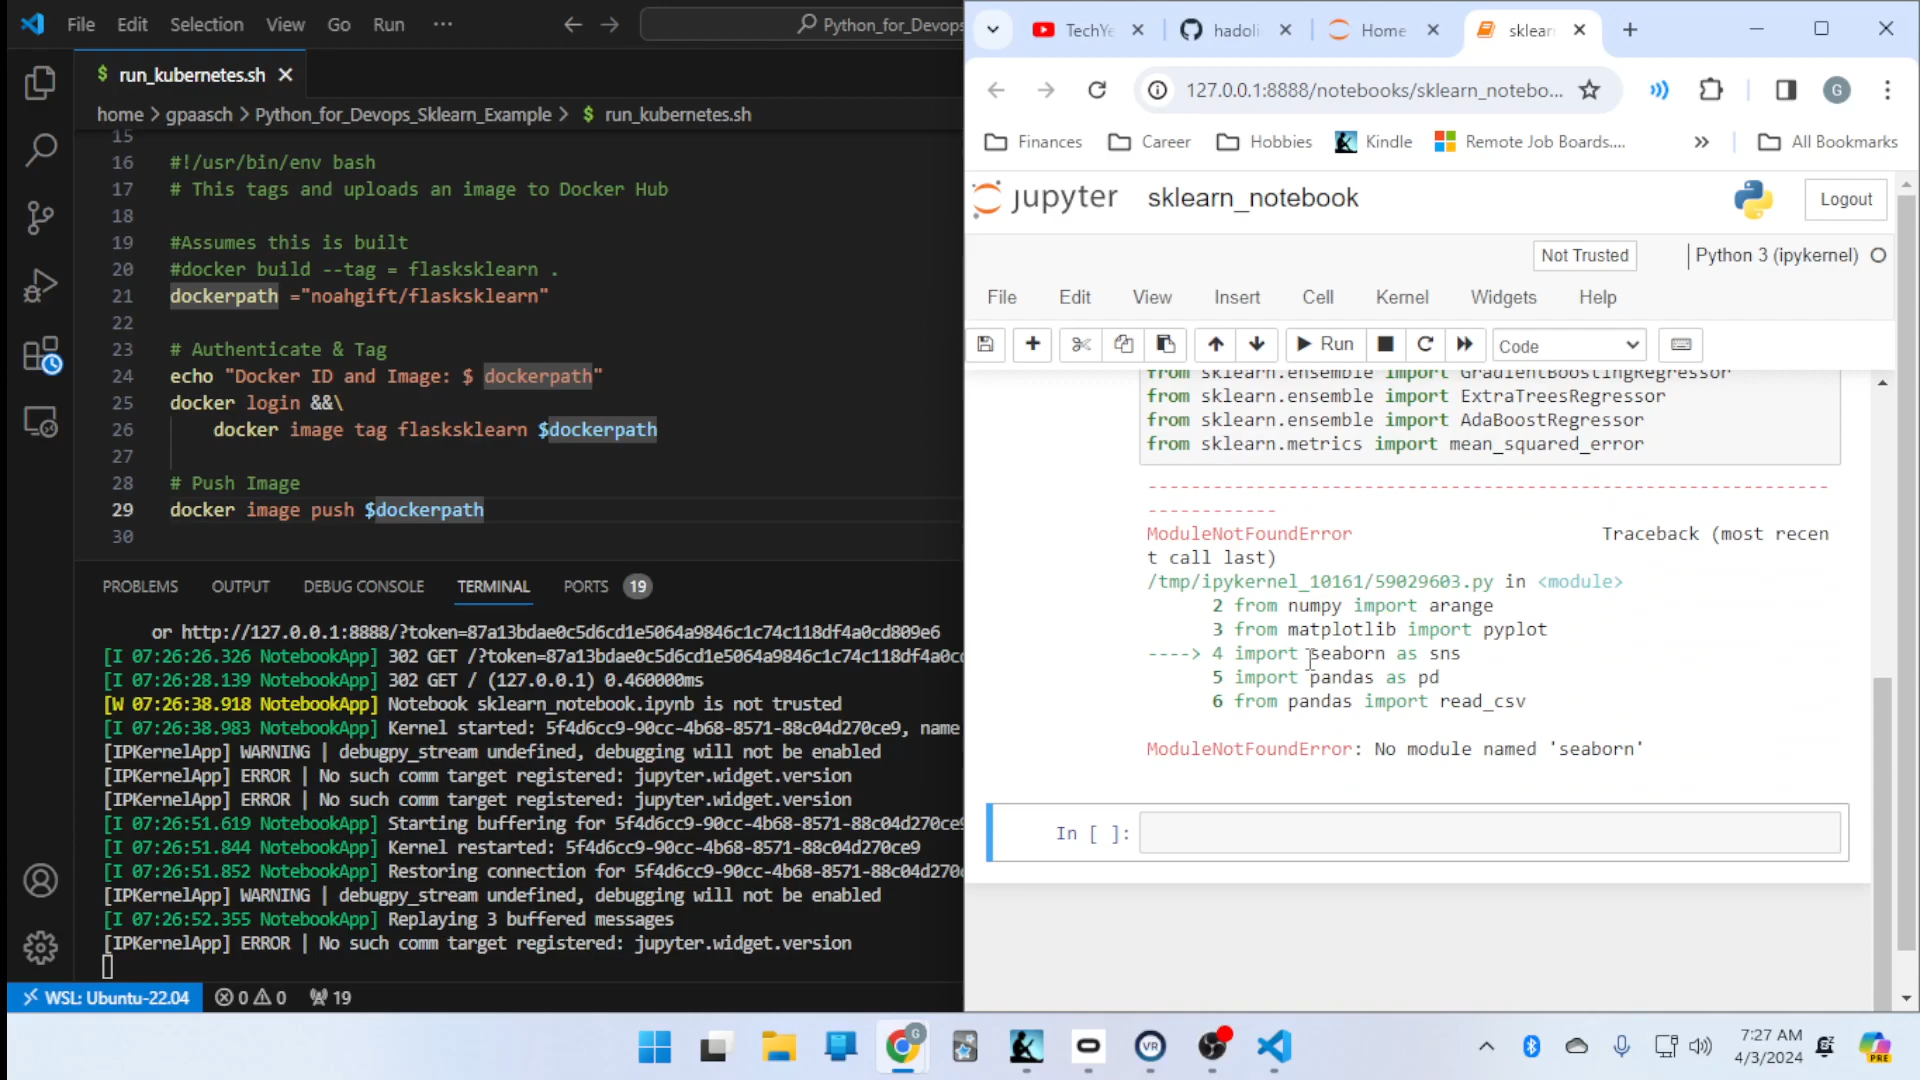 File Edit Selection View Go Run ···
Python_for_Devops
run_kubernetes.sh
home > gpaasch > Python_for_Devops_Sklearn_Example > $ run_kubernetes.sh
15
16 #!/usr/bin/env bash
17 # This tags and uploads an image to Docker Hub
18
19 #Assumes this is built
20 #docker build --tag = flasksklearn .
21 dockerpath ="noahgift/flasksklearn"
22
23 # Authenticate & Tag
24 echo "Docker ID and Image: $ dockerpath"
25 docker login &&\
26 docker image tag flasksklearn $dockerpath
27
28 # Push Image
29 docker image push $dockerpath
30
PROBLEMS OUTPUT DEBUG CONSOLE TERMINAL PORTS 19
or http://127.0.0.1:8888/?token=87a13bdae0c5d6cd1e5064a9846c1c74c118df4a0cd809e6
[I 07:26:26.326 NotebookApp] 302 GET /?token=87a13bdae0c5d6cd1e5064a9846c1c74c118df4a0c
[I 07:26:28.139 NotebookApp] 302 GET / (127.0.0.1) 0.460000ms
[W 07:26:38.918 NotebookApp] Notebook sklearn_notebook.ipynb is not trusted
[I 07:26:38.983 NotebookApp] Kernel started: 5f4d6cc9-90cc-4b68-8571-88c04d270ce9, name
[IPKernelApp] WARNING | debugpy_stream undefined, debugging will not be enabled
[IPKernelApp] ERROR | No such comm target registered: jupyter.widget.version
[IPKernelApp] ERROR | No such comm target registered: jupyter.widget.version
[I 07:26:51.619 NotebookApp] Starting buffering for 5f4d6cc9-90cc-4b68-8571-88c04d270ce9
[I 07:26:51.844 NotebookApp] Kernel restarted: 5f4d6cc9-90cc-4b68-8571-88c04d270ce9
[I 07:26:51.852 NotebookApp] Restoring connection for 5f4d6cc9-90cc-4b68-8571-88c04d270
[IPKernelApp] WARNING | debugpy_stream undefined, debugging will not be enabled
[I 07:26:52.355 NotebookApp] Replaying 3 buffered messages
[IPKernelApp] ERROR | No such comm target registered: jupyter.widget.version
WSL: Ubuntu-22.04 0 0 19
TechYe hadoli Home sklear
127.0.0.1:8888/notebooks/sklearn_notebo... G
Finances Career Hobbies Kindle Remote Job Boards.... » All Bookmarks
jupyter sklearn_notebook Logout
Not Trusted Python 3 (ipykernel)
File Edit View Insert Cell Kernel Widgets Help
Run Code
from sklearn.ensemble import GradientBoostingRegressor
from sklearn.ensemble import ExtraTreesRegressor
from sklearn.ensemble import AdaBoostRegressor
from sklearn.metrics import mean_squared_error
---------------------------------------------------------------
------------
ModuleNotFoundError Traceback (most recen
t call last)
/tmp/ipykernel_10161/59029603.py in <module>
2 from numpy import arange
3 from matplotlib import pyplot
----> 4 import seaborn as sns
5 import pandas as pd
6 from pandas import read_csv
ModuleNotFoundError: No module named 'seaborn'
In [ ]:
G VR 7:27 AM
4/3/2024 PRE